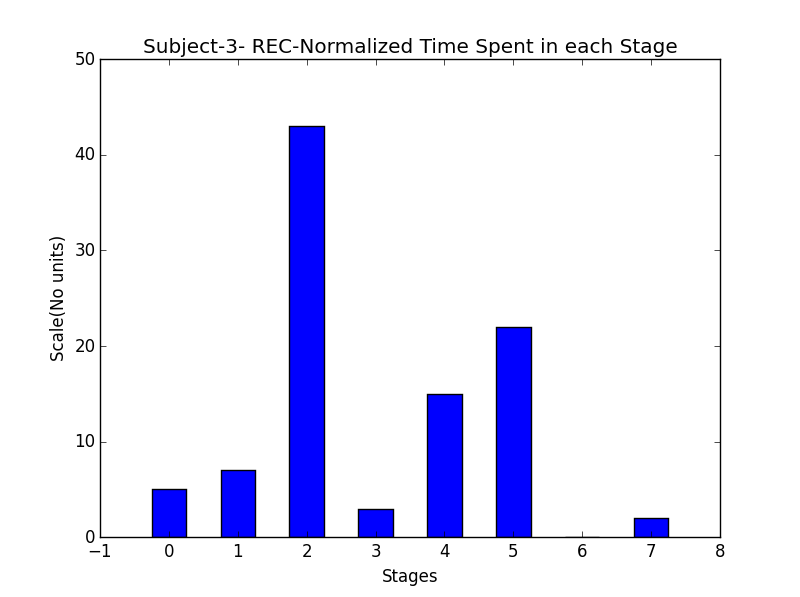 Subject-3- REC-Normalized Time Spent in each Stage
50
40
30
20
10
0
Scale(No units)
−1 0 1 2 3 4 5 6 7 8
Stages